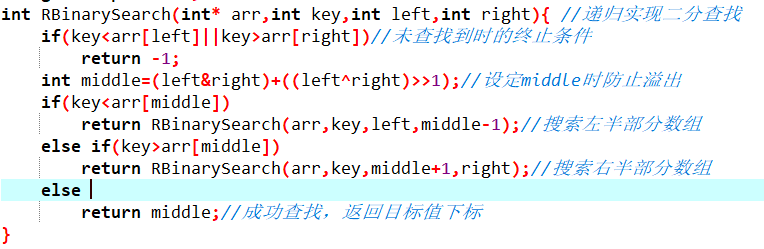 int RBinarySearch(int* arr,int key,int left,int right){ //递归实现二分查找
    if(key<arr[left]||key>arr[right])//未查找到时的终止条件
        return -1;
    int middle=(left&right)+((left^right)>>1);//设定middle时防止溢出
    if(key<arr[middle])
        return RBinarySearch(arr,key,left,middle-1);//搜索左半部分数组
    else if(key>arr[middle])
        return RBinarySearch(arr,key,middle+1,right);//搜索右半部分数组
    else
        return middle;//成功查找，返回目标值下标
}